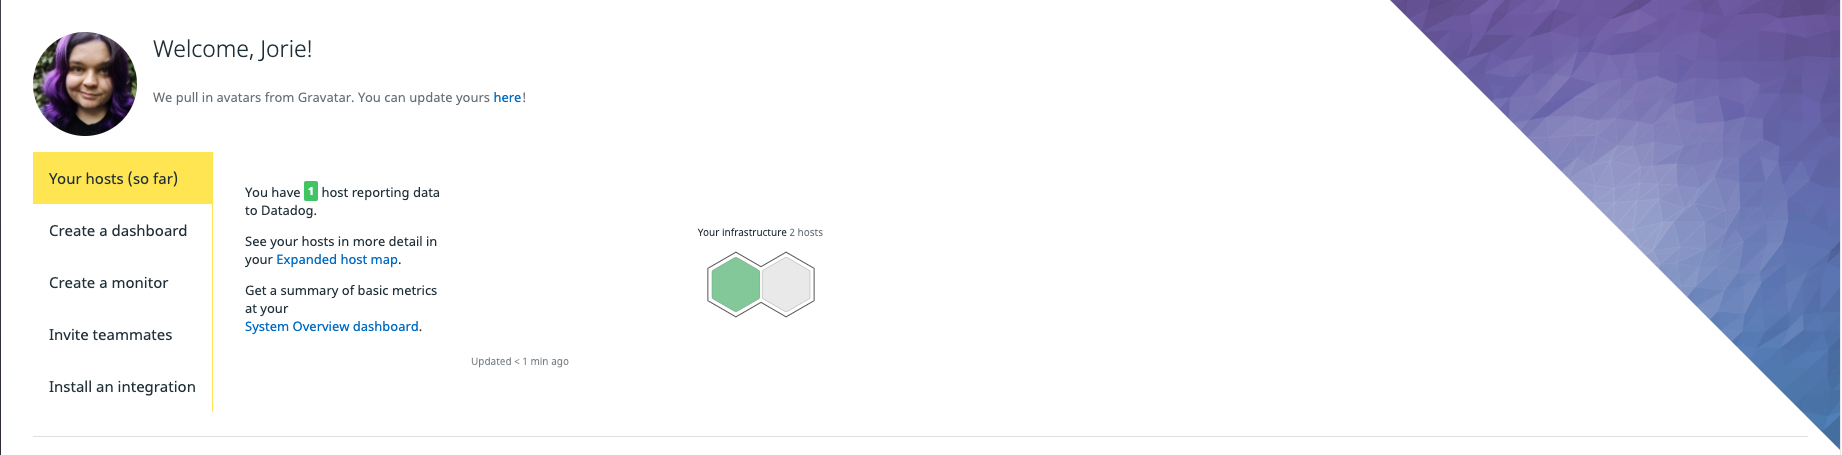 Welcome, Jorie!
We pull in avatars from Gravatar. You can update yours here!
Your hosts (so far)
Create a dashboard
Create a monitor
Invite teammates
Install an integration
You have 1 host reporting data
to Datadog.
See your hosts in more detail in
your Expanded host map.
Get a summary of basic metrics
at your
System Overview dashboard.
Your infrastructure 2 hosts
Updated < 1 min ago